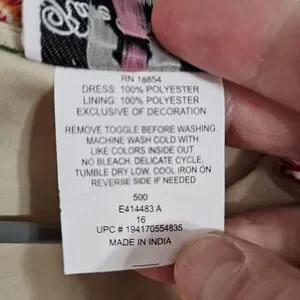 RN 18854
DRESS: 100% POLYESTER
LINING: 100% POLYESTER
EXCLUSIVE OF DECORATION
REMOVE TOGGLE BEFORE WASHING
MACHINE WASH COLD WITH
LIKE COLORS INSIDE OUT,
NO BLEACH, DELICATE CYCLE,
TUMBLE DRY LOW, COOL IRON ON
REVERSE SIDE IF NEEDED
500
E414483 A
16
UPC # 194170554835
MADE IN INDIA